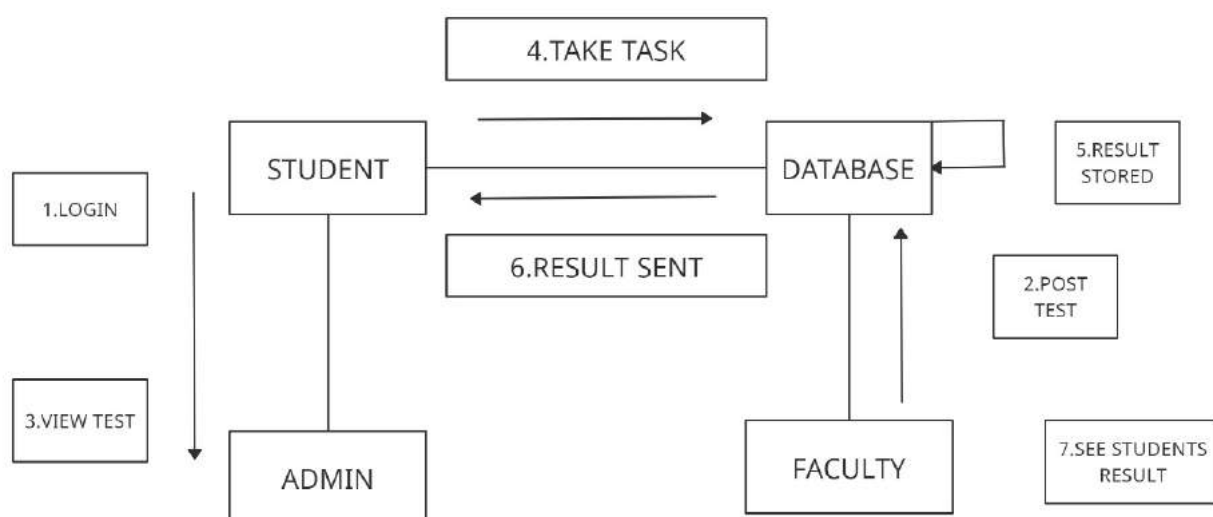 4.TAKE TASK
STUDENT
DATABASE
5.RESULT
STORED
1.LOGIN
6.RESULT SENT
2.POST
TEST
3.VIEW TEST
ADMIN
FACULTY
7.SEE STUDENTS
RESULT